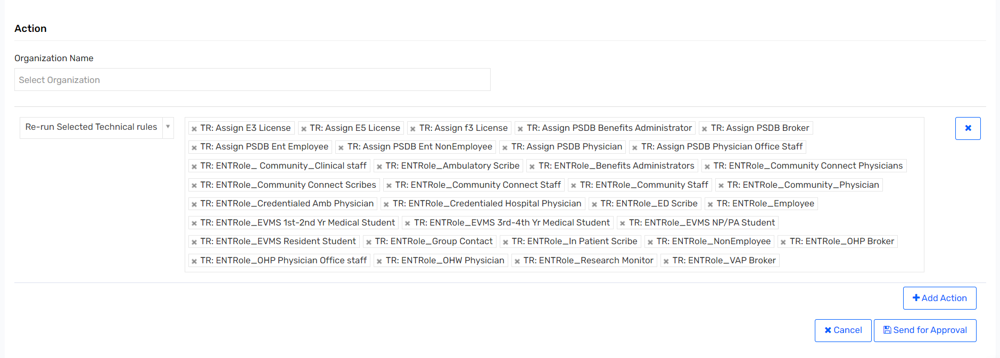 Action
Organization Name
Select Organization
Re-run Selected Technical rules
TR: Assign E3 License TR: Assign E5 License TR: Assign f3 License TR: Assign PSDB Benefits Administrator TR: Assign PSDB Broker
TR: Assign PSDB Ent Employee TR: Assign PSDB Ent NonEmployee TR: Assign PSDB Physician TR: Assign PSDB Physician Office Staff
TR: ENTRole_ Community_Clinical staff TR: ENTRole_Ambulatory Scribe TR: ENTRole_Benefits Administrators TR: ENTRole_Community Connect Physicians
TR: ENTRole_Community Connect Scribes TR: ENTRole_Community Connect Staff TR: ENTRole_Community Staff TR: ENTRole_Community_Physician
TR: ENTRole_Credentialed Amb Physician TR: ENTRole_Credentialed Hospital Physician TR: ENTRole_ED Scribe TR: ENTRole_Employee
TR: ENTRole_EVMS 1st-2nd Yr Medical Student TR: ENTRole_EVMS 3rd-4th Yr Medical Student TR: ENTRole_EVMS NP/PA Student
TR: ENTRole_EVMS Resident Student TR: ENTRole_Group Contact TR: ENTRole_In Patient Scribe TR: ENTRole_NonEmployee TR: ENTRole_OHP Broker
TR: ENTRole_OHP Physician Office staff TR: ENTRole_OHW Physician TR: ENTRole_Research Monitor TR: ENTRole_VAP Broker
Add Action
Cancel Send for Approval